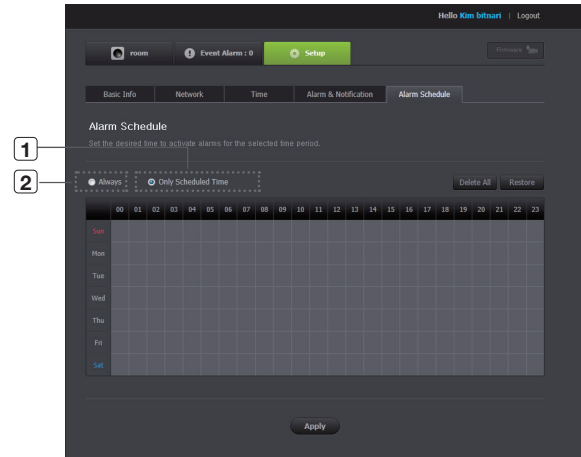 Hello Kim bitnari | Logout
room Event Alarm : 0 Setup
Basic Info Network Time Alarm & Notification Alarm Schedule
Alarm Schedule
Set the desired time to activate alarms for the selected time period.
1
2
Always Only Scheduled Time Delete All Restore
00 01 02 03 04 05 06 07 08 09 10 11 12 13 14 15 16 17 18 19 20 21 22 23
Sun
Mon
Tue
Wed
Thu
Fri
Sat
Apply